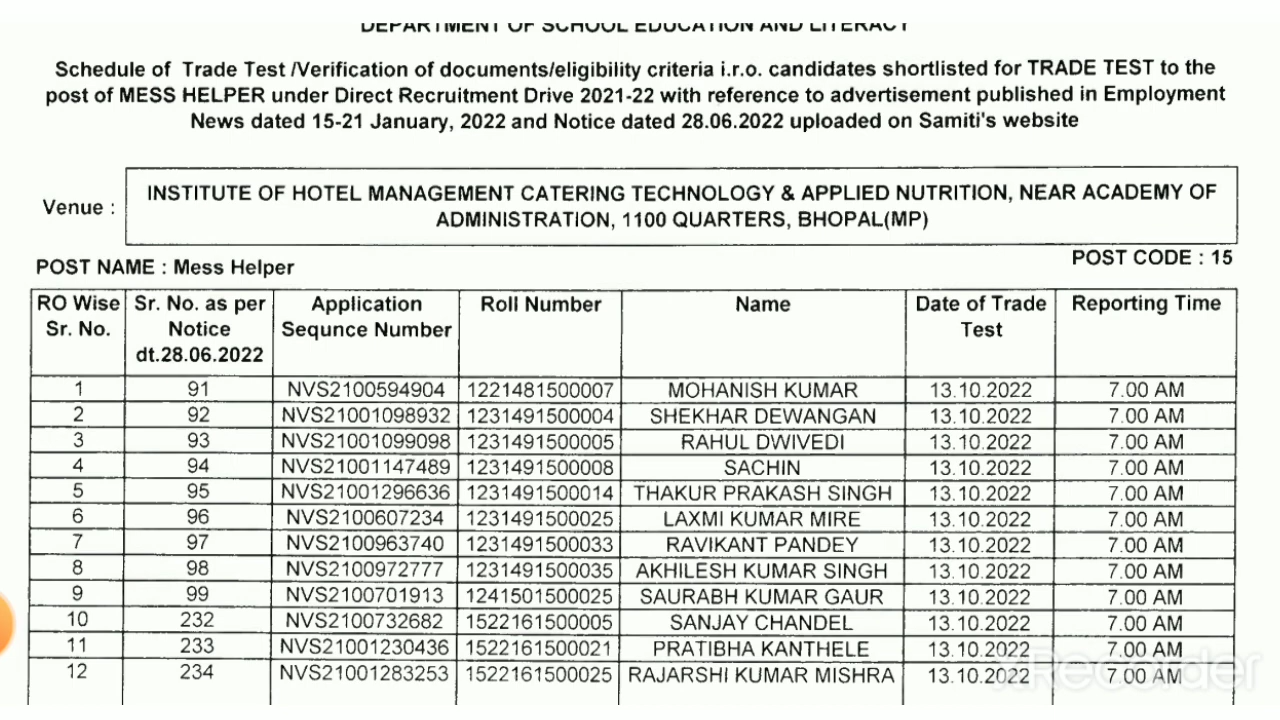 DEPARTMENT OF SCHOOL EDUCATION AND LITERACY
Schedule of Trade Test /Verification of documents/eligibility criteria i.r.o. candidates shortlisted for TRADE TEST to the
post of MESS HELPER under Direct Recruitment Drive 2021-22 with reference to advertisement published in Employment
News dated 15-21 January, 2022 and Notice dated 28.06.2022 uploaded on Samiti's website
Venue : INSTITUTE OF HOTEL MANAGEMENT CATERING TECHNOLOGY & APPLIED NUTRITION, NEAR ACADEMY OF
ADMINISTRATION, 1100 QUARTERS, BHOPAL(MP)
POST NAME : Mess Helper POST CODE : 15
RO Wise Sr. No. as per Application Roll Number Name Date of Trade Reporting Time
Sr. No. Notice Sequnce Number Test
dt.28.06.2022
1 91 NVS2100594904 1221481500007 MOHANISH KUMAR 13.10.2022 7.00 AM
2 92 NVS21001098932 1231491500004 SHEKHAR DEWANGAN 13.10.2022 7.00 AM
3 93 NVS21001099098 1231491500005 RAHUL DWIVEDI 13.10.2022 7.00 AM
4 94 NVS21001147489 1231491500008 SACHIN 13.10.2022 7.00 AM
5 95 NVS21001296636 1231491500014 THAKUR PRAKASH SINGH 13.10.2022 7.00 AM
6 96 NVS2100607234 1231491500025 LAXMI KUMAR MIRE 13.10.2022 7.00 AM
7 97 NVS2100963740 1231491500033 RAVIKANT PANDEY 13.10.2022 7.00 AM
8 98 NVS2100972777 1231491500035 AKHILESH KUMAR SINGH 13.10.2022 7.00 AM
9 99 NVS2100701913 1241501500025 SAURABH KUMAR GAUR 13.10.2022 7.00 AM
10 232 NVS2100732682 1522161500005 SANJAY CHANDEL 13.10.2022 7.00 AM
11 233 NVS21001230436 1522161500021 PRATIBHA KANTHELE 13.10.2022 7.00 AM
12 234 NVS21001283253 1522161500025 RAJARSHI KUMAR MISHRA 13.10.2022 7.00 AM
XRecorder